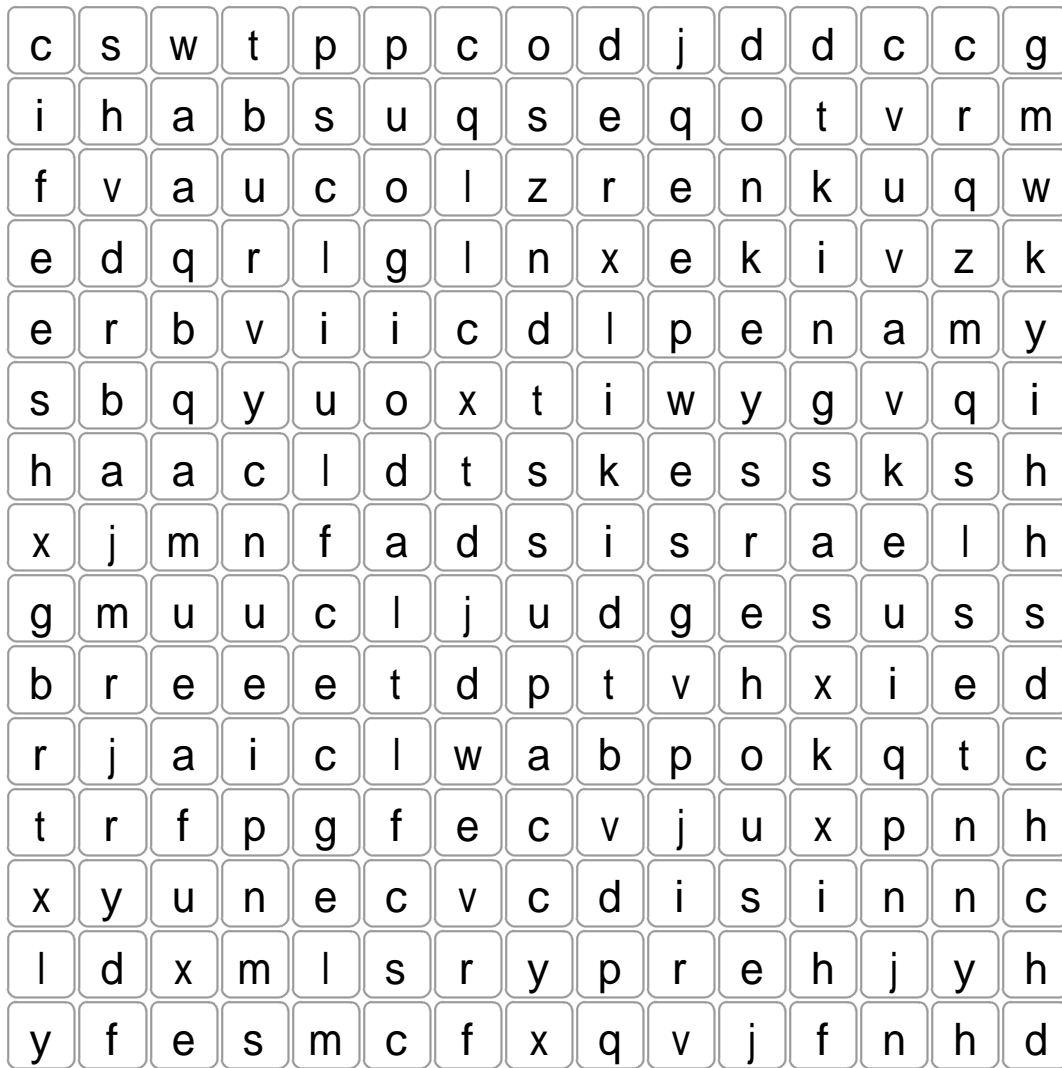 c s w t p p c o d j d d c c g
i h a b s u q s e q o t v r m
f v a u c o l z r e n k u q w
e d q r l g l n x e k i v z k
e r b v i i c d l p e n a m y
s b q y u o x t i w y g v q i
h a a c l d t s k e s s k s h
x j m n f a d s i s r a e l h
g m u u c l j u d g e s u s s
b r e e e t d p t v h x i e d
r j a i c l w a b p o k q t c
t r f p g f e c v j u x p n h
x y u n e c v c d i s i n n c
l d x m l s r y p r e h j y h
y f e s m c f x q v j f n h d